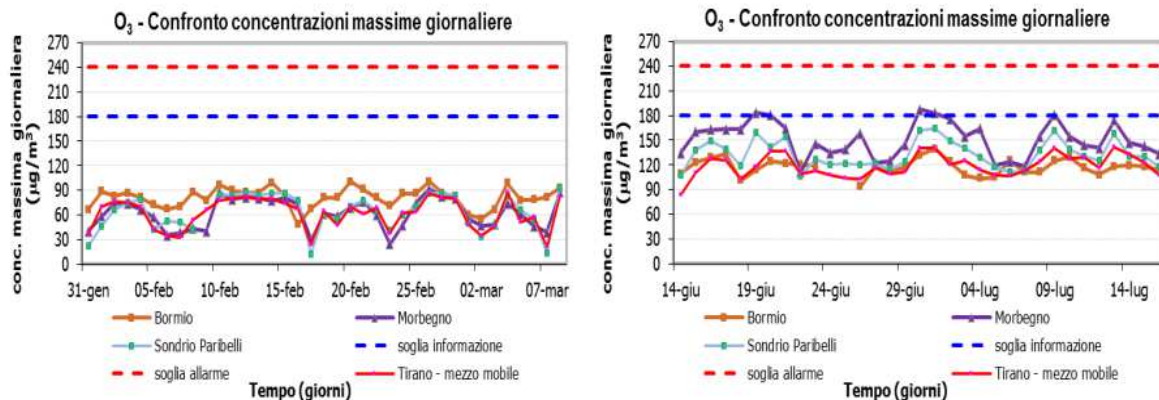 O₃ - Confronto concentrazioni massime giornaliere
conc. massima giornaliera
(µg/m³)
270
240
210
180
150
120
90
60
30
0
31-gen 05-feb 10-feb 15-feb 20-feb 25-feb 02-mar 07-mar
Bormio Morbegno
Sondrio Paribelli soglia informazione
soglia allarme Tirano - mezzo mobile
Tempo (giorni)
O₃ - Confronto concentrazioni massime giornaliere
conc. massima giornaliera
(µg/m³)
270
240
210
180
150
120
90
60
30
0
14-giu 19-giu 24-giu 29-giu 04-lug 09-lug 14-lug
Bormio Morbegno
Sondrio Paribelli soglia informazione
soglia allarme Tirano - mezzo mobile
Tempo (giorni)